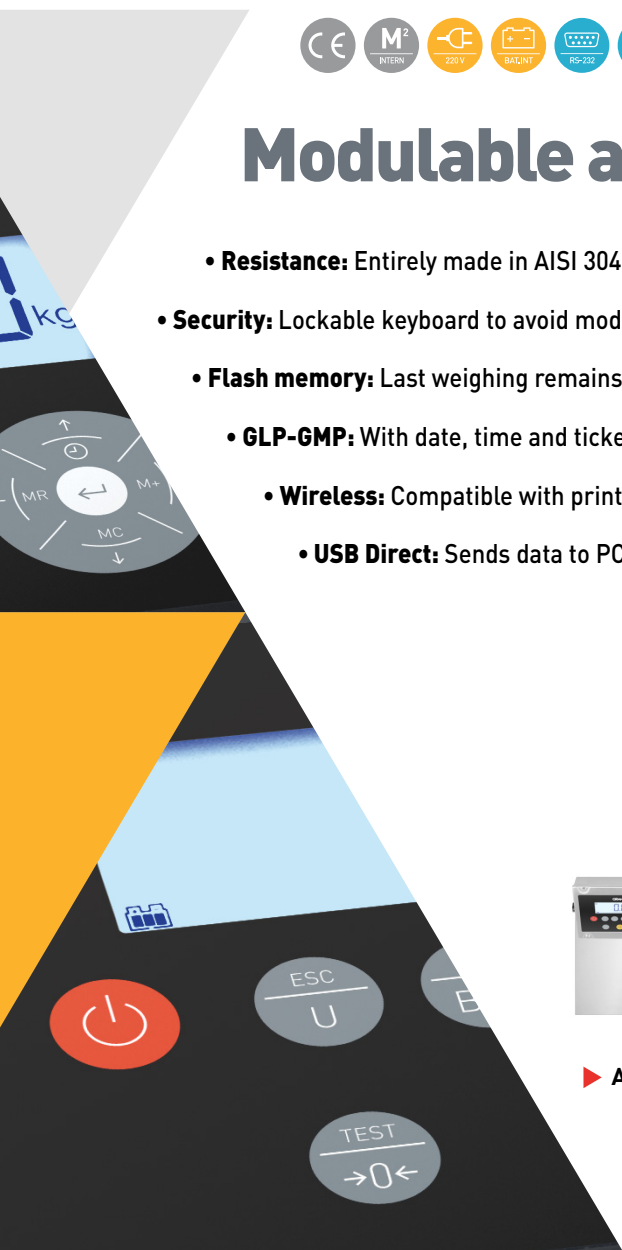 CE M² INTERN 220 V BAT.INT RS-232
Modulable a
• Resistance: Entirely made in AISI 304
kg
• Security: Lockable keyboard to avoid mod
• Flash memory: Last weighing remains
• GLP-GMP: With date, time and ticke
MR M+
• Wireless: Compatible with print
MC
• USB Direct: Sends data to PC
ESC
U
TEST
→0←
A